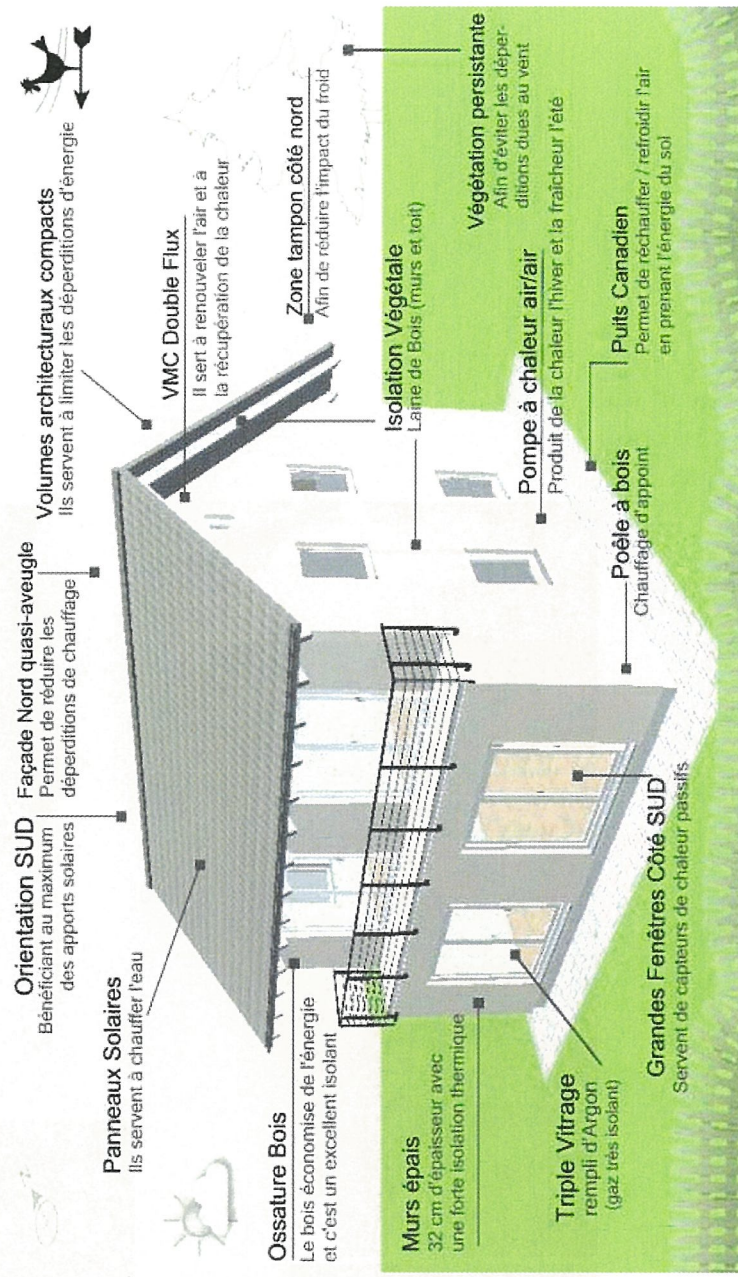 Orientation SUD
Bénéficiant au maximum
des apports solaires
Façade Nord quasi-aveugle
Permet de réduire les
déperditions de chauffage
Volumes architecturaux compacts
Ils servent à limiter les déperditions d'énergie
Panneaux Solaires
Ils servent à chauffer l'eau
VMC Double Flux
Il sert à renouveler l'air et à
la récupération de la chaleur
Zone tampon côté nord
Afin de réduire l'impact du froid
Ossature Bois
Le bois économise de l'énergie
et c'est un excellent isolant
Isolation Végétale
Laine de Bois (murs et toit)
Végétation persistante
Afin d'éviter les déper-
ditions dues au vent
Murs épais
32 cm d'épaisseur avec
une forte isolation thermique
Pompe à chaleur air/air
Produit de la chaleur l'hiver et la fraîcheur l'été
Triple Vitrage
rempli d'Argon
(gaz très isolant)
Grandes Fenêtres Côté SUD
Servent de capteurs de chaleur passifs
Poêle à bois
Chauffage d'appoint
Puits Canadien
Permet de réchauffer / refroidir l'air
en prenant l'énergie du sol